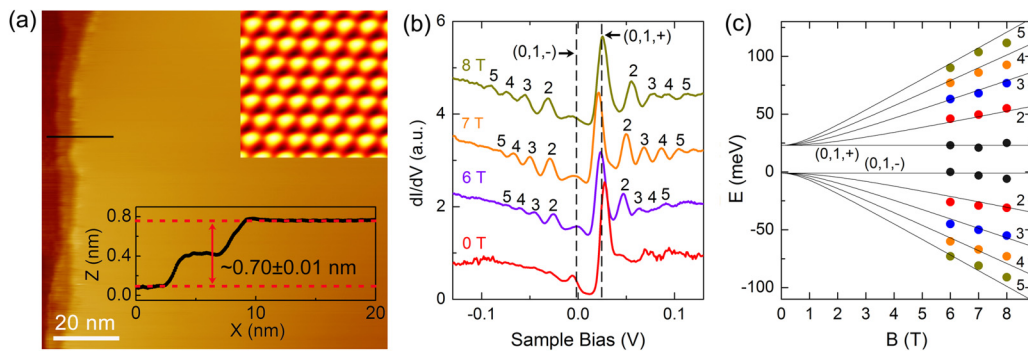 (a)
20 nm
Z (nm)
0.8
0.4
0.0
~0.70±0.01 nm
0
10
20
X (nm)
(b)
dI/dV (a.u.)
6
4
2
0
(0,1,-)
(0,1,+)
8 T
5 4 3 2
2 3 4 5
7 T
5 4 3 2
2 3 4 5
6 T
5 4 3 2
2 3 4 5
0 T
-0.1
0.0
0.1
Sample Bias (V)
(c)
E (meV)
100
50
0
-50
-100
5
4
3
2
(0,1,+)
(0,1,-)
2
3
4
5
0 1 2 3 4 5 6 7 8
B (T)